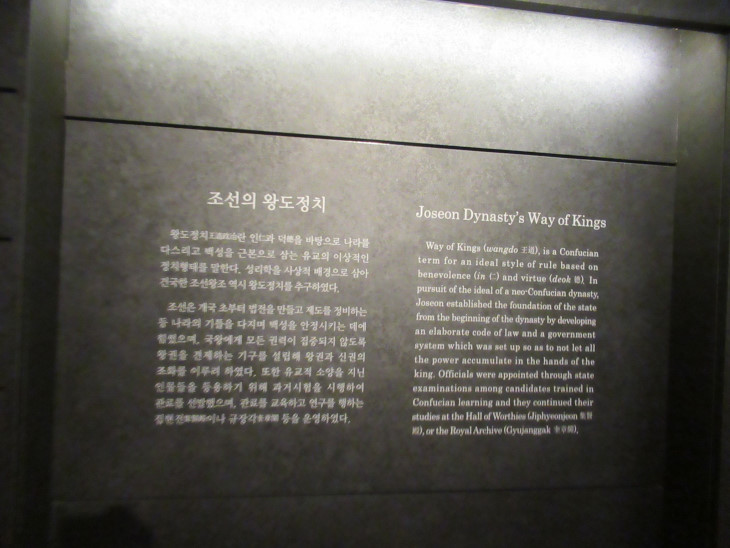 조선의 왕도정치
왕도정치王道政治란 인仁과 덕德을 바탕으로 나라를
다스리고 백성을 근본으로 삼는 유교의 이상적인
정치형태를 말한다. 성리학을 사상적 배경으로 삼아
건국한 조선왕조 역시 왕도정치를 추구하였다.
조선은 개국 초부터 법전을 만들고 제도를 정비하는
등 나라의 기틀을 다지며 백성을 안정시키는 데에
힘썼으며, 국왕에게 모든 권력이 집중되지 않도록
왕권을 견제하는 기구를 설립해 왕권과 신권의
조화를 이루려 하였다. 또한 유교적 소양을 지닌
인물들을 등용하기 위해 과거시험을 시행하여
관료를 선발했으며, 관료를 교육하고 연구를 행하는
집현전集賢殿이나 규장각奎章閣 등을 운영하였다.
Joseon Dynasty's Way of Kings
Way of Kings (wangdo 王道), is a Confucian
term for an ideal style of rule based on
benevolence (in 仁) and virtue (deok 德). In
pursuit of the ideal of a neo-Confucian dynasty,
Joseon established the foundation of the state
from the beginning of the dynasty by developing
an elaborate code of law and a government
system which was set up so as to not let all
the power accumulate in the hands of the
king. Officials were appointed through state
examinations among candidates trained in
Confucian learning and they continued their
studies at the Hall of Worthies (Jiphyeonjeon 集賢
殿), or the Royal Archive (Gyujanggak 奎章閣).